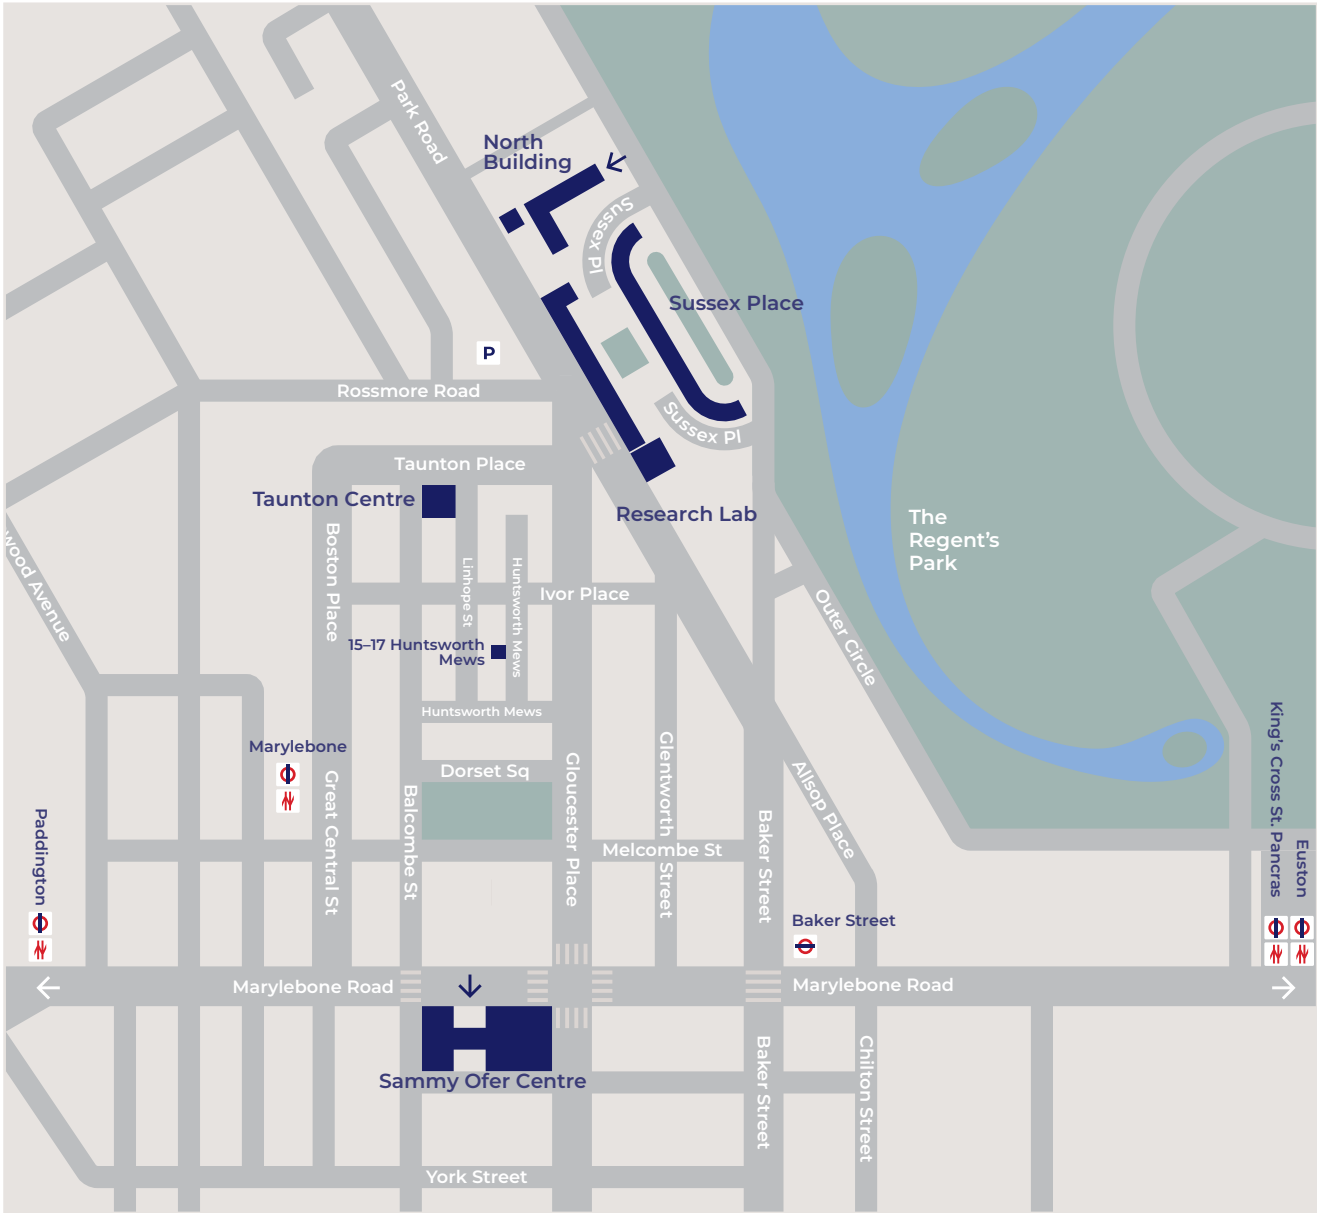 Park Road
North
Building
Sussex Pl
Sussex Place
P
Rossmore Road
Sussex Pl
Taunton Place
Taunton Centre
Research Lab
The
Regent's
Park
wood Avenue
Boston Place
Linhope St
Huntsworth Mews
Ivor Place
Outer Circle
15–17 Huntsworth
Mews
Huntsworth Mews
Marylebone
Dorset Sq
Gloucester Place
Glentworth Street
Allsop Place
King's Cross St. Pancras
Euston
Paddington
Great Central St
Balcombe St
Melcombe St
Baker Street
Baker Street
Marylebone Road
Marylebone Road
Sammy Ofer Centre
Baker Street
Chilton Street
York Street